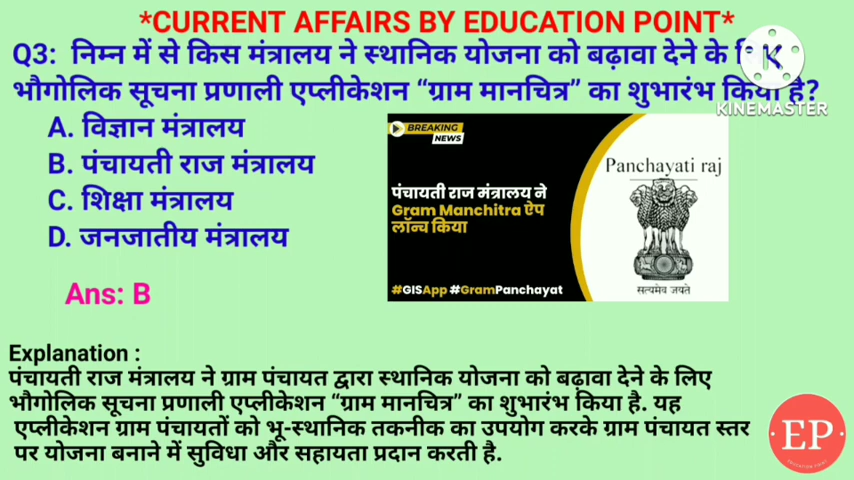 *CURRENT AFFAIRS BY EDUCATION POINT*
Q3: निम्न में से किस मंत्रालय ने स्थानिक योजना को बढ़ावा देने के
भौगोलिक सूचना प्रणाली एप्लीकेशन “ग्राम मानचित्र” का शुभारंभ किया है?
KINEMASTER
A. विज्ञान मंत्रालय
B. पंचायती राज मंत्रालय
C. शिक्षा मंत्रालय
D. जनजातीय मंत्रालय
BREAKING
NEWS
पंचायती राज मंत्रालय ने
Gram Manchitra ऐप
लॉन्च किया
#GISApp #GramPanchayat
Panchayati raj
सत्यमेव जयते
Ans: B
Explanation :
पंचायती राज मंत्रालय ने ग्राम पंचायत द्वारा स्थानिक योजना को बढ़ावा देने के लिए
भौगोलिक सूचना प्रणाली एप्लीकेशन “ग्राम मानचित्र” का शुभारंभ किया है. यह
एप्लीकेशन ग्राम पंचायतों को भू-स्थानिक तकनीक का उपयोग करके ग्राम पंचायत स्तर
पर योजना बनाने में सुविधा और सहायता प्रदान करती है.
EP
EDUCATION POINT